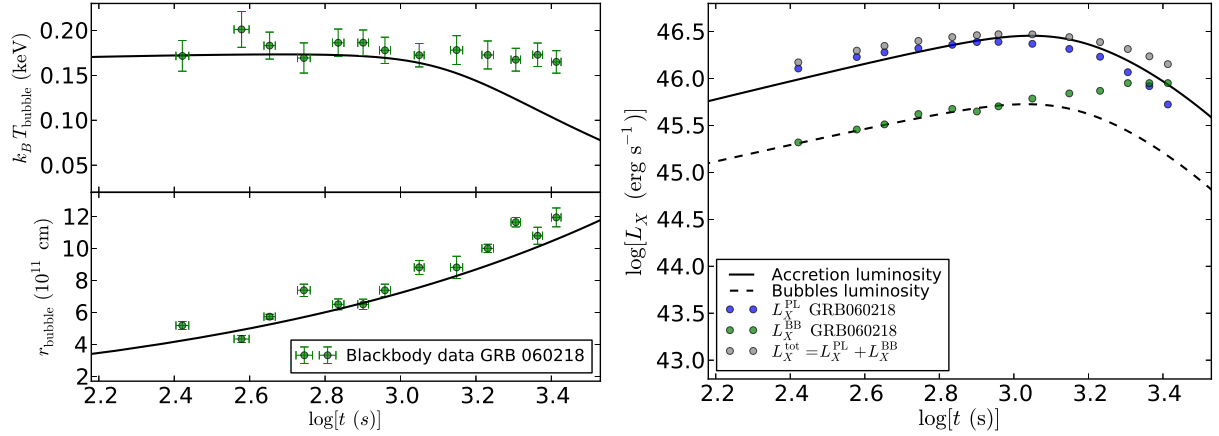 0.20
0.15
0.10
0.05
k_B T_bubble (keV)
12
10
8
6
4
2
r_bubble (10^11 cm)
Blackbody data GRB 060218
2.2 2.4 2.6 2.8 3.0 3.2 3.4
log[t (s)]
46.5
46.0
45.5
45.0
44.5
44.0
43.5
43.0
log[L_X (erg s^−1)]
Accretion luminosity
Bubbles luminosity
L_X^PL GRB060218
L_X^BB GRB060218
L_X^tot = L_X^PL + L_X^BB
2.2 2.4 2.6 2.8 3.0 3.2 3.4
log[t (s)]